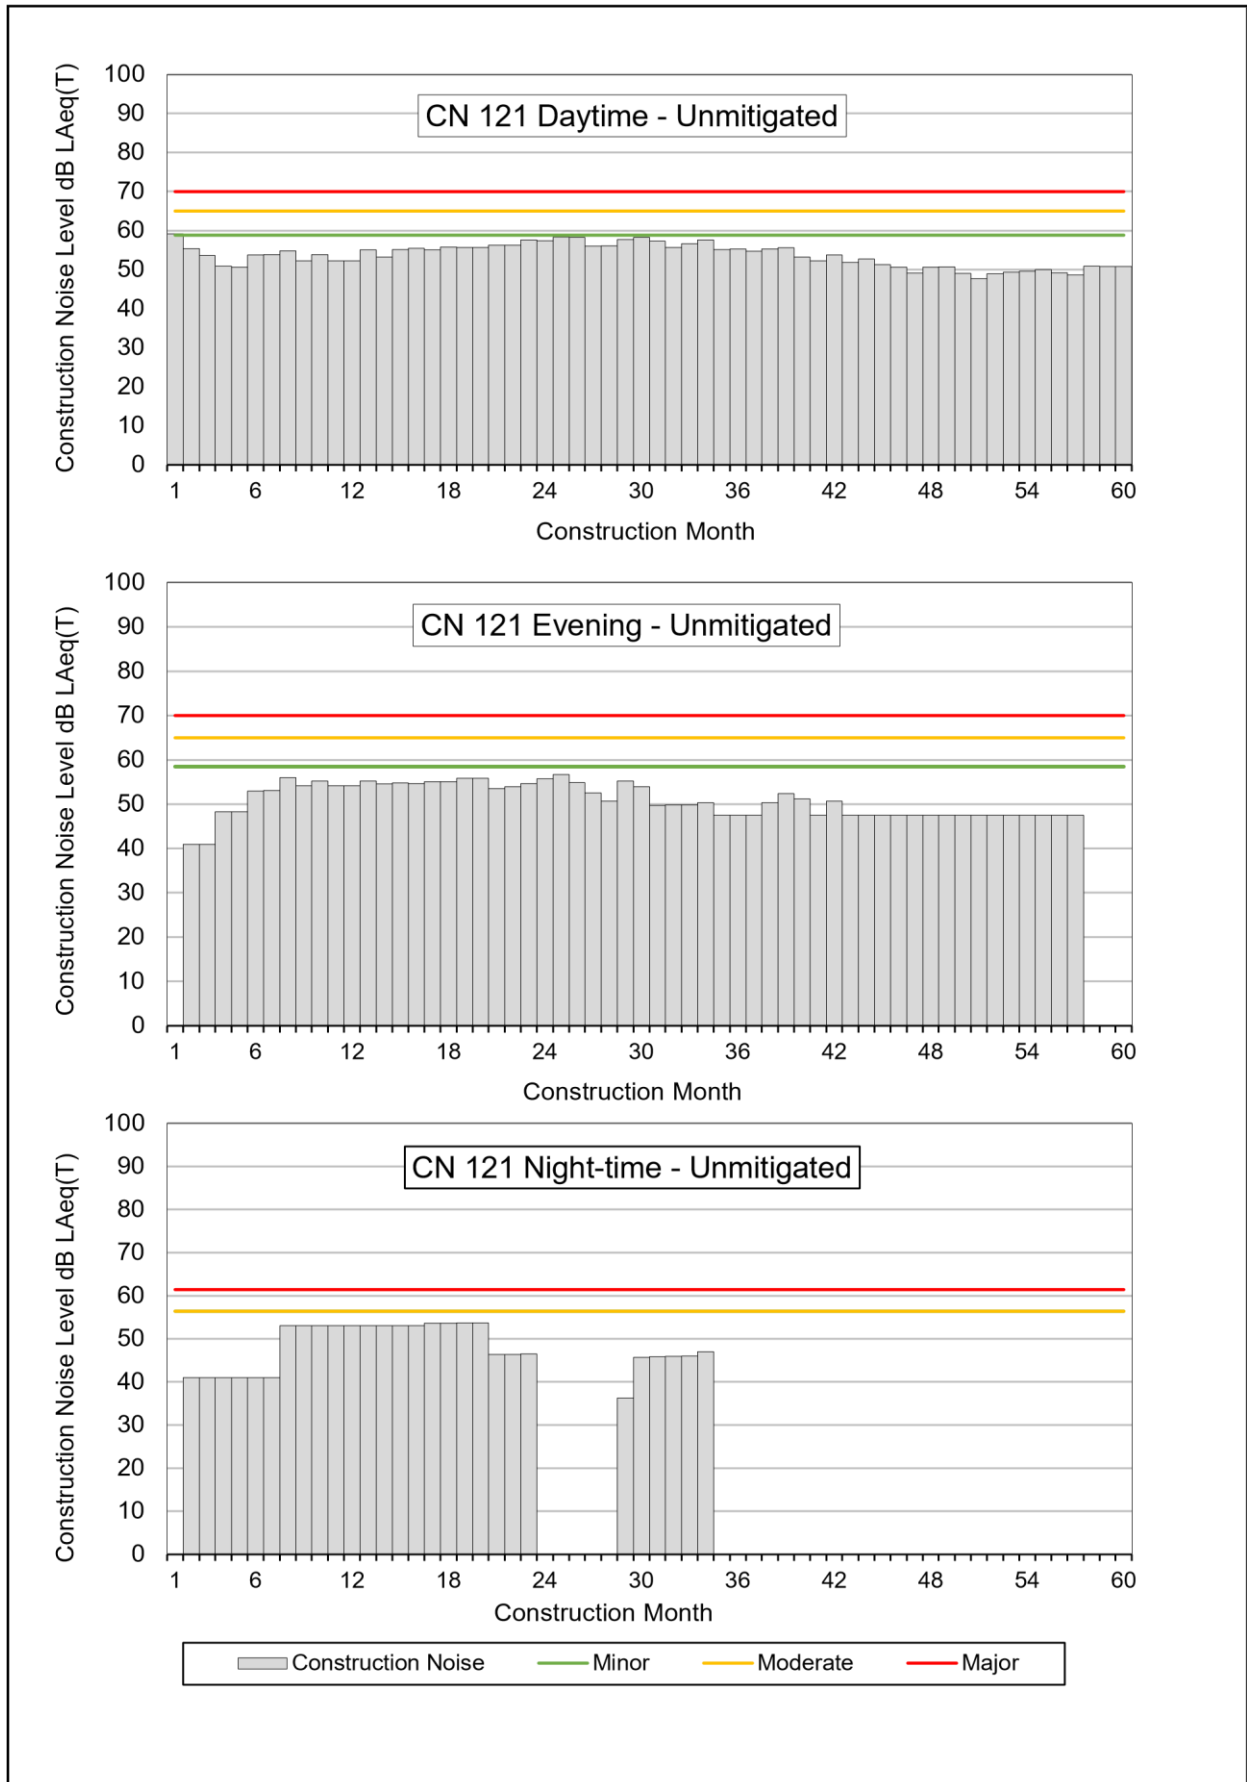 CN 121 Daytime - Unmitigated
Construction Noise Level dB LAeq(T)
100
90
80
70
60
50
40
30
20
10
0
1 6 12 18 24 30 36 42 48 54 60
Construction Month
CN 121 Evening - Unmitigated
Construction Noise Level dB LAeq(T)
100
90
80
70
60
50
40
30
20
10
0
1 6 12 18 24 30 36 42 48 54 60
Construction Month
CN 121 Night-time - Unmitigated
Construction Noise Level dB LAeq(T)
100
90
80
70
60
50
40
30
20
10
0
1 6 12 18 24 30 36 42 48 54 60
Construction Month
Construction Noise Minor Moderate Major